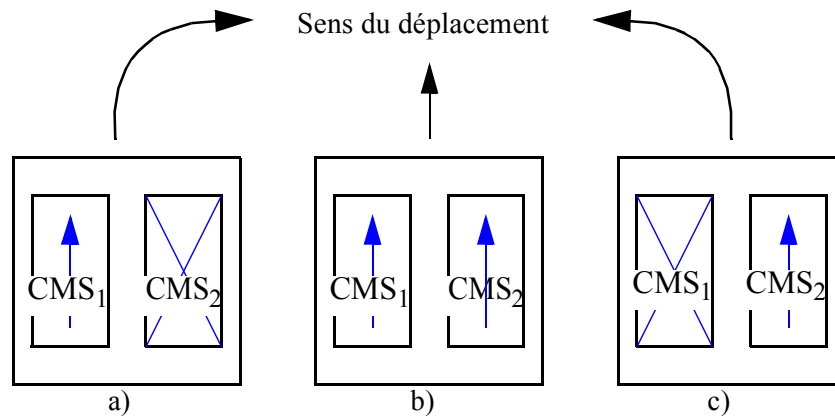 Sens du déplacement
CMS1 CMS2 CMS1 CMS2 CMS1 CMS2
a) b) c)